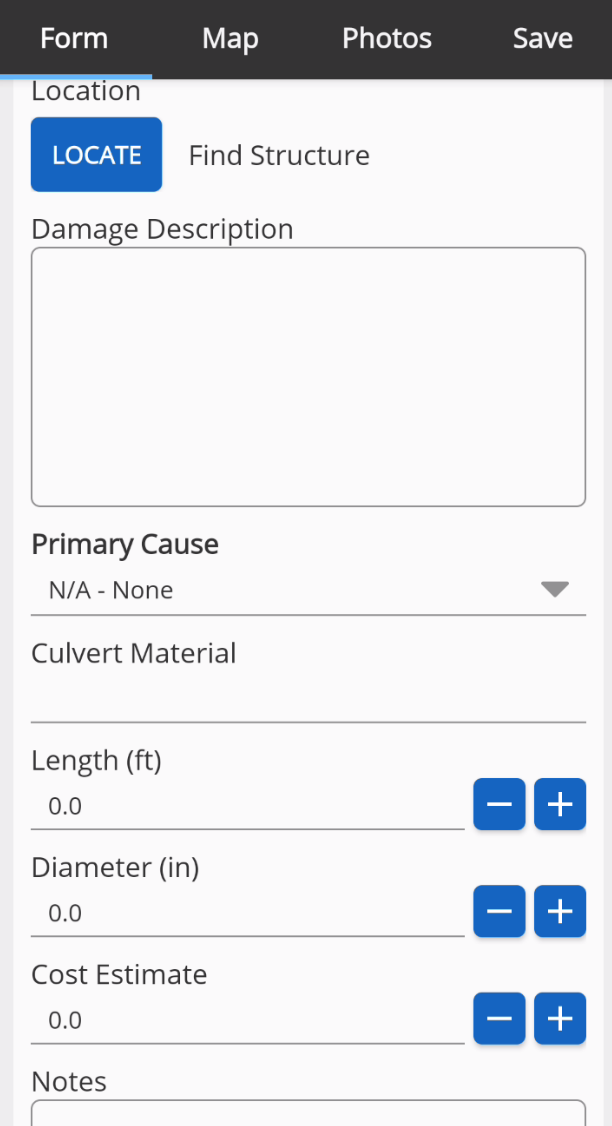 Form Map Photos Save
Location
LOCATE Find Structure
Damage Description
Primary Cause
N/A - None
Culvert Material
Length (ft)
0.0
Diameter (in)
0.0
Cost Estimate
0.0
Notes